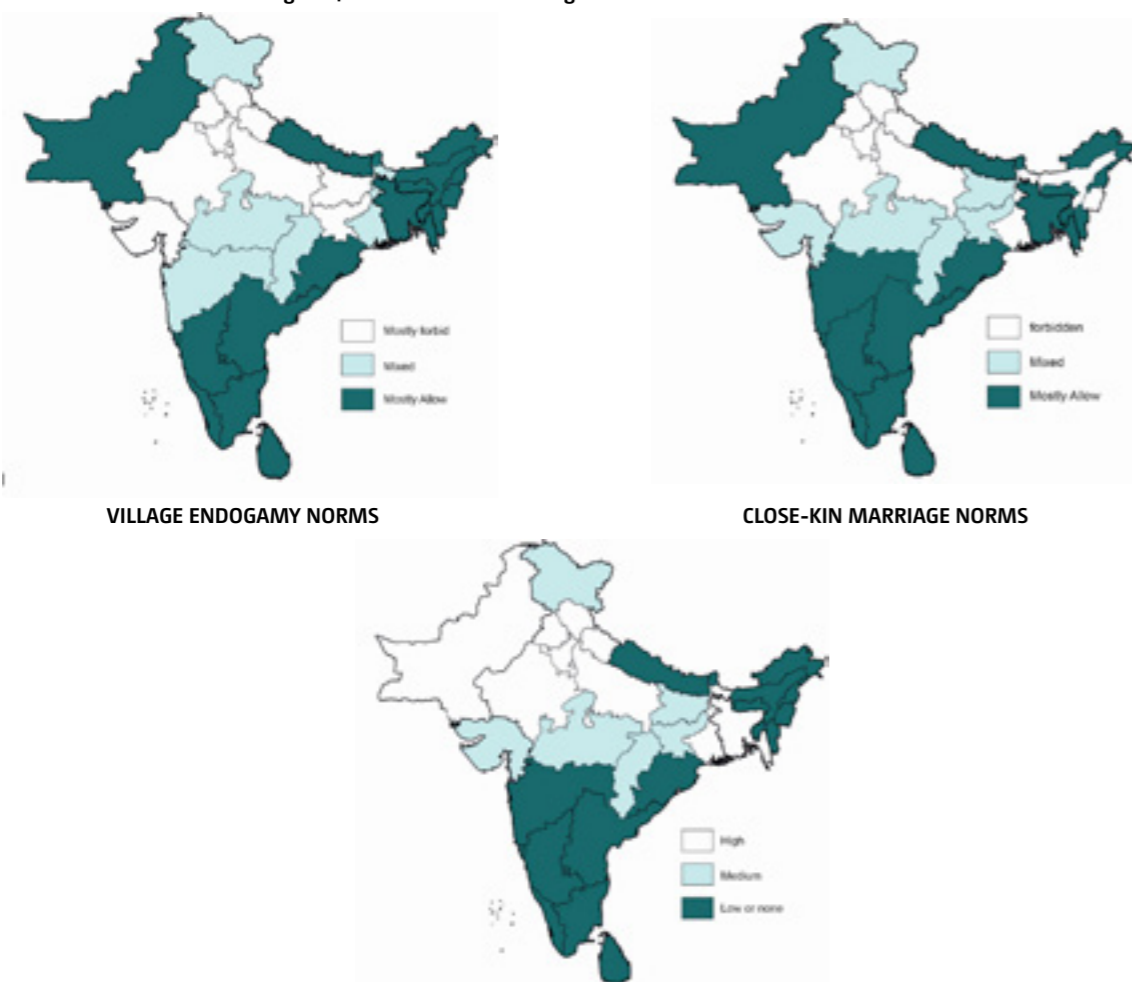 Mostly forbid
Mixed
Mostly Allow
forbidden
Mixed
Mostly Allow
VILLAGE ENDOGAMY NORMS
CLOSE-KIN MARRIAGE NORMS
High
Medium
Low or none